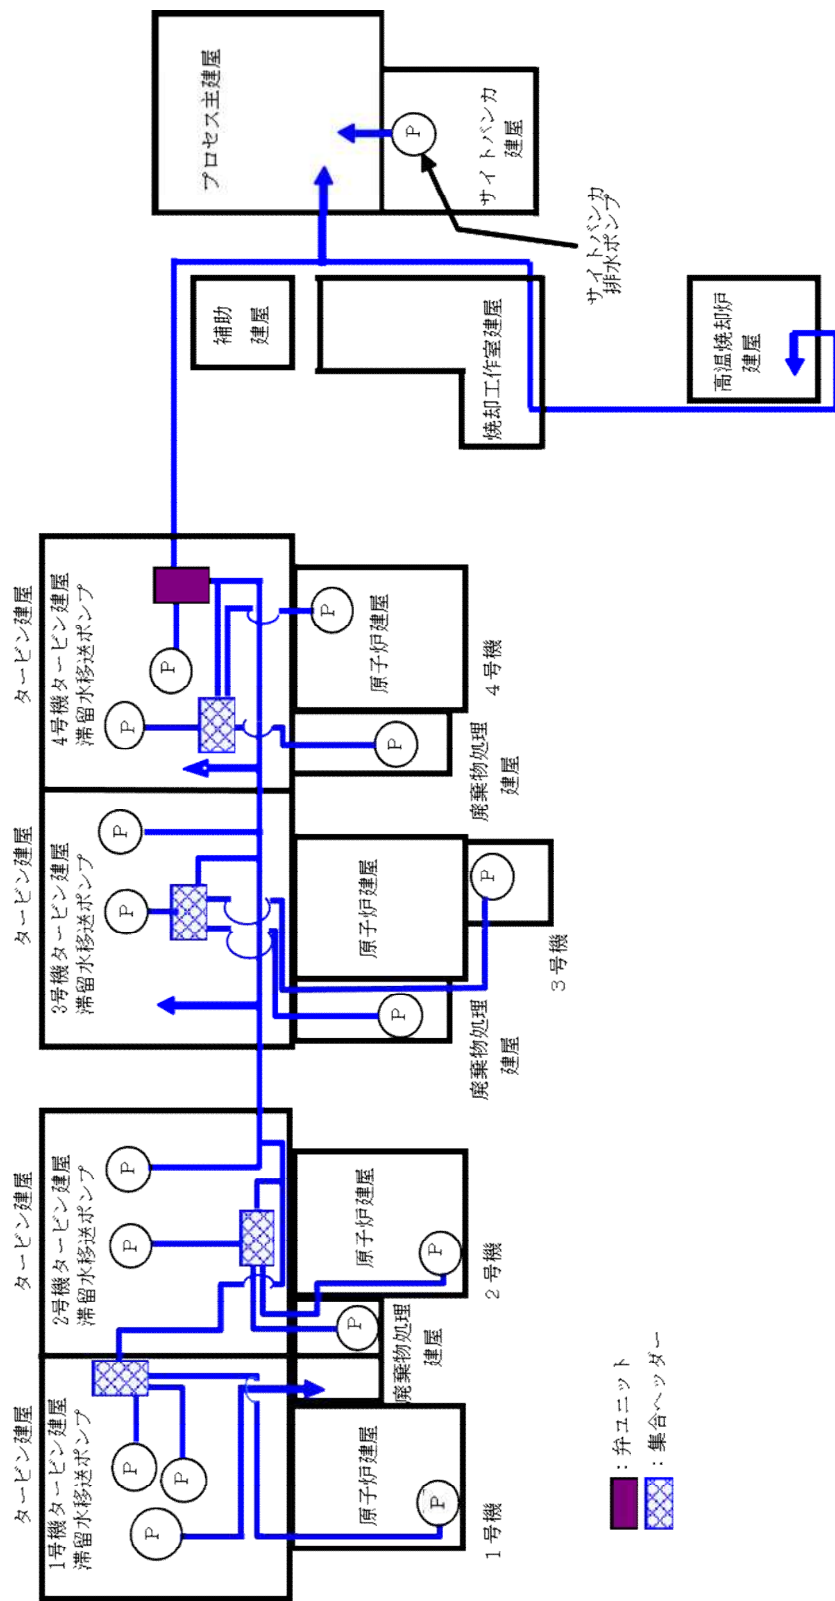 タービン建屋
1号機タービン建屋
滞留水移送ポンプ
P
P
P
原子炉建屋
P
1号機
廃棄物処理
建屋
P
タービン建屋
2号機タービン建屋
滞留水移送ポンプ
P
P
原子炉建屋
P
2号機
タービン建屋
3号機タービン建屋
滞留水移送ポンプ
P
P
廃棄物処理
建屋
P
原子炉建屋
P
3号機
タービン建屋
4号機タービン建屋
滞留水移送ポンプ
P
P
廃棄物処理
建屋
P
原子炉建屋
P
4号機
補助
建屋
焼却工作室建屋
高温焼却炉
建屋
プロセス主建屋
サイトバンカ
建屋
P
サイトバンカ
排水ポンプ
:弁ユニット
:集合ヘッダー